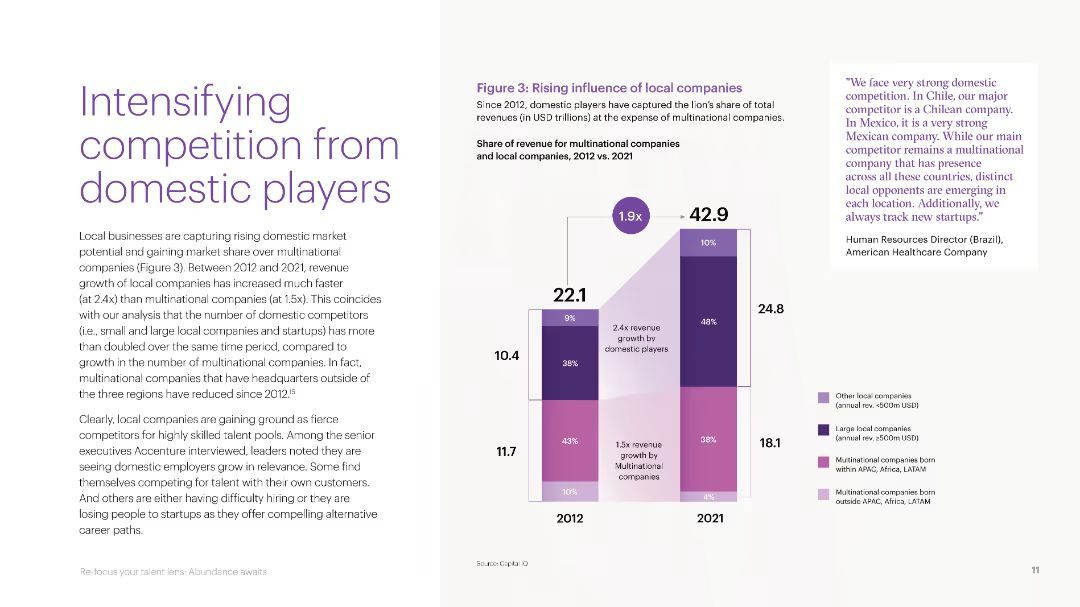 Intensifying
competition from
domestic players
Local businesses are capturing rising domestic market
potential and gaining market share over multinational
companies (Figure 3). Between 2012 and 2021, revenue
growth of local companies has increased much faster
(at 2.4x) than multinational companies (at 1.5x). This coincides
with our analysis that the number of domestic competitors
(i.e., small and large local companies and startups) has more
than doubled over the same time period, compared to
growth in the number of multinational companies. In fact,
multinational companies that have headquarters outside of
the three regions have reduced since 2012.¹⁵
Clearly, local companies are gaining ground as fierce
competitors for highly skilled talent pools. Among the senior
executives Accenture interviewed, leaders noted they are
seeing domestic employers grow in relevance. Some find
themselves competing for talent with their own customers.
And others are either having difficulty hiring or they are
losing people to startups as they offer compelling alternative
career paths.
Figure 3: Rising influence of local companies
Since 2012, domestic players have captured the lion's share of total
revenues (in USD trillions) at the expense of multinational companies.
Share of revenue for multinational companies
and local companies, 2012 vs. 2021
1.9x
42.9
22.1
10%
9%
24.8
48%
2.4x revenue
growth by
domestic players
10.4
38%
43%
38%
18.1
11.7
1.5x revenue
growth by
Multinational
companies
10%
4%
2012
2021
Other local companies
(annual rev. <500m USD)
Large local companies
(annual rev. ≥500m USD)
Multinational companies born
within APAC, Africa, LATAM
Multinational companies born
outside APAC, Africa, LATAM
Source: Capital IQ
"We face very strong domestic
competition. In Chile, our major
competitor is a Chilean company.
In Mexico, it is a very strong
Mexican company. While our main
competitor remains a multinational
company that has presence
across all these countries, distinct
local opponents are emerging in
each location. Additionally, we
always track new startups."
Human Resources Director (Brazil),
American Healthcare Company
Re-focus your talent lens: Abundance awaits
11